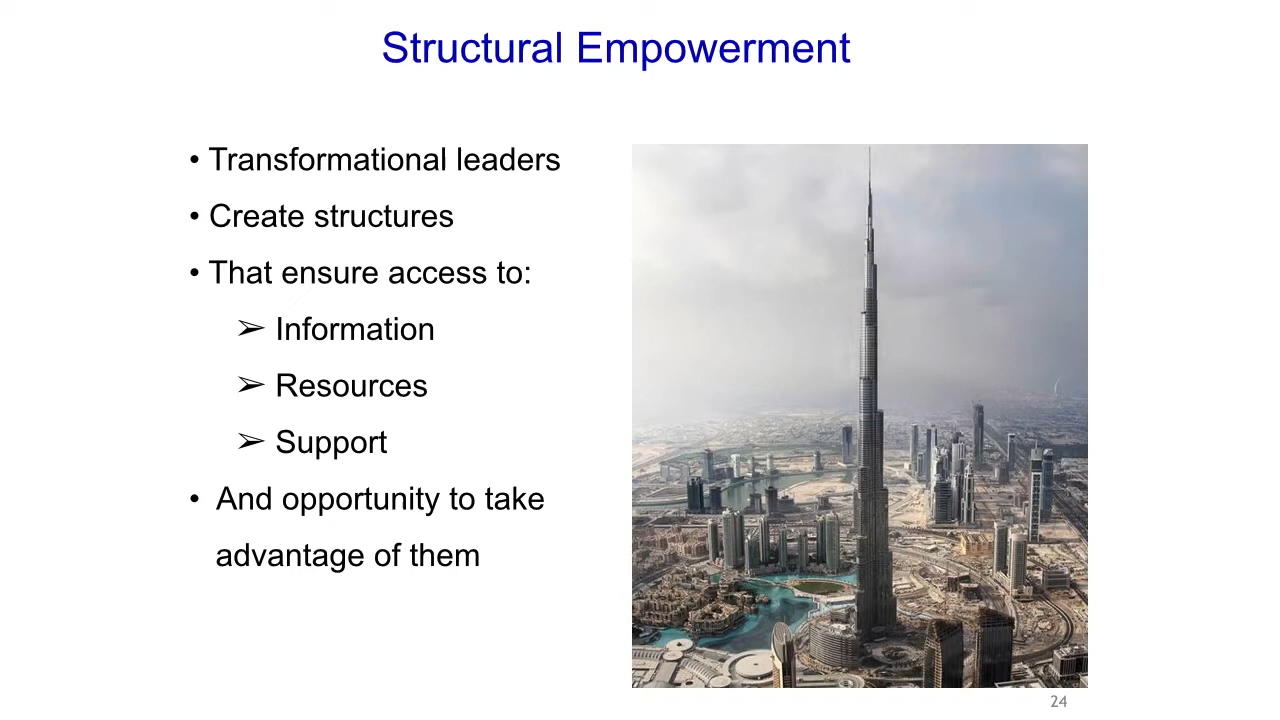 Structural Empowerment
• Transformational leaders
• Create structures
• That ensure access to:
➢ Information
➢ Resources
➢ Support
• And opportunity to take
advantage of them
24